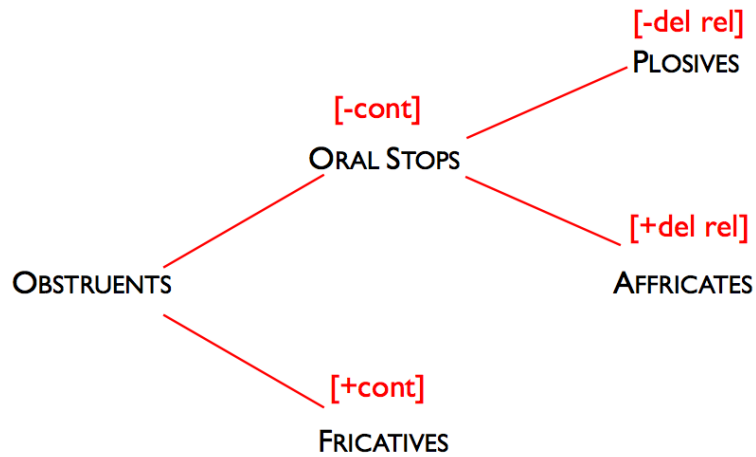 [-del rel]
PLOSIVES
[-cont]
ORAL STOPS
[+del rel]
OBSTRUENTS
AFFRICATES
[+cont]
FRICATIVES